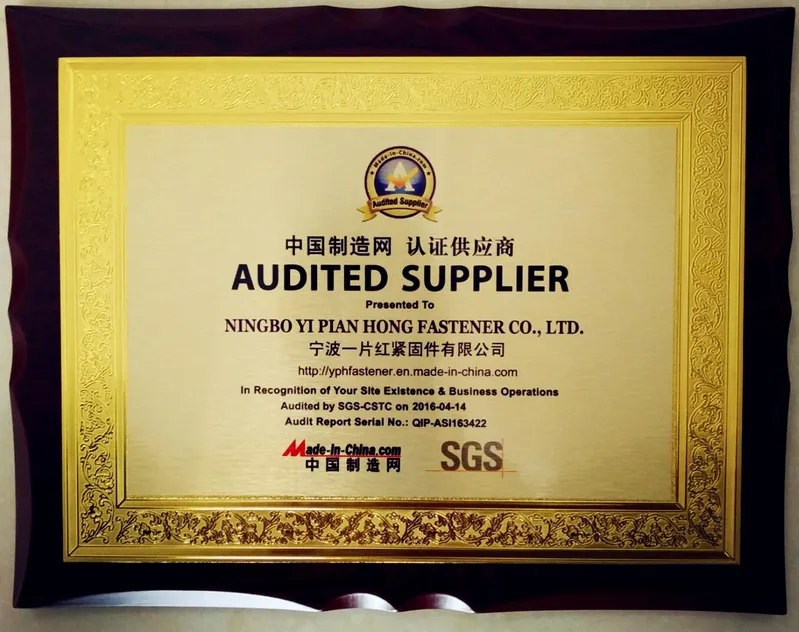 Made-in-China.com
Audited Supplier
中国制造网 认证供应商
AUDITED SUPPLIER
Presented To
NINGBO YI PIAN HONG FASTENER CO., LTD.
宁波一片红紧固件有限公司
http://yphfastener.en.made-in-china.com
In Recognition of Your Site Existence & Business Operations
Audited by SGS-CSTC on 2016-04-14
Audit Report Serial No.: QIP-ASI163422
Made-in-China.com
中国制造网
SGS